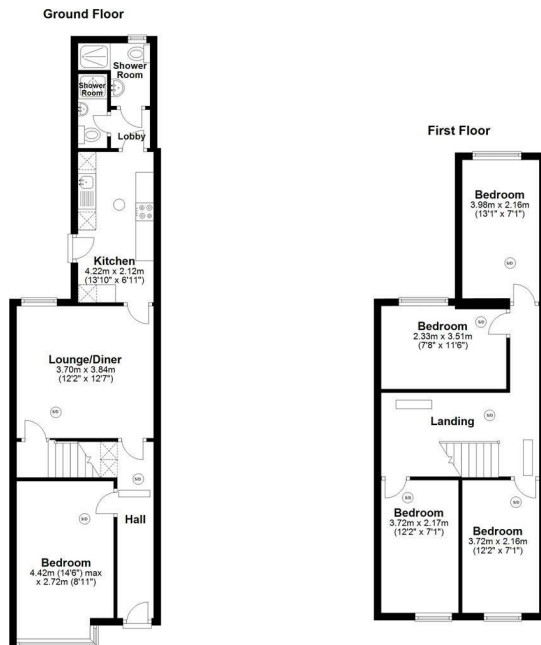 Ground Floor
Shower
Room
Shower
Room
Lobby
Kitchen
4.22m x 2.12m
(13'10" x 6'11")
Lounge/Diner
3.70m x 3.84m
(12'2" x 12'7")
S/D
S/D
Hall
S/D
Bedroom
4.42m (14'6") max
x 2.72m (8'11")
First Floor
Bedroom
3.98m x 2.16m
(13'1" x 7'1")
S/D
Bedroom
2.33m x 3.51m
(7'8" x 11'6")
S/D
Landing
S/D
S/D
Bedroom
3.72m x 2.17m
(12'2" x 7'1")
S/D
Bedroom
3.72m x 2.16m
(12'2" x 7'1")